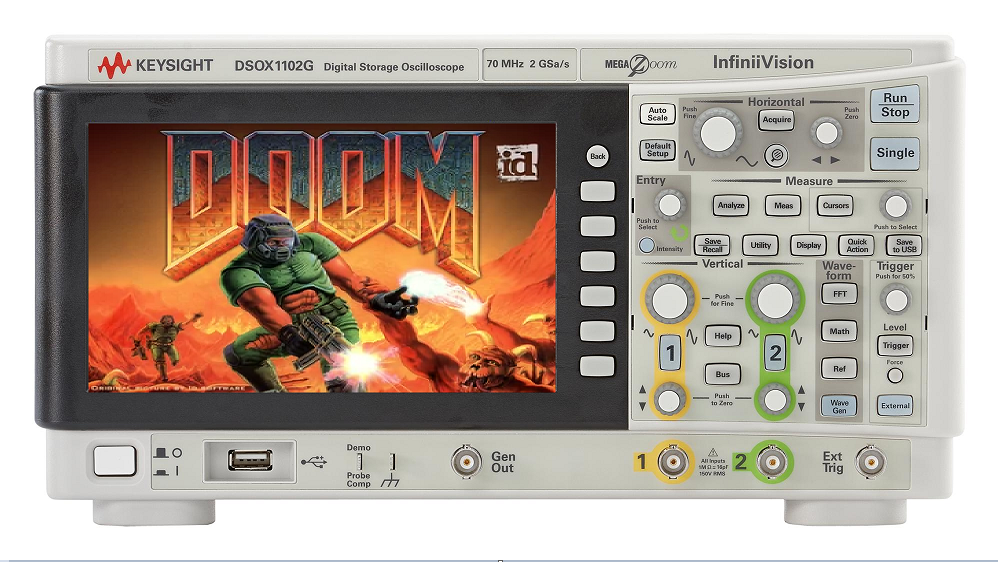 KEYSIGHT DSOX1102G Digital Storage Oscilloscope 70 MHz 2 GSa/s MEGA Zoom InfiniiVision
DOOM
id
ORIGINAL PICTURE BY ID SOFTWARE
Back
Auto
Scale
Default
Setup
Push
Fine
Horizontal
Acquire
Push
Zero
Run
Stop
Single
Entry
Push to
Select
Intensity
Measure
Analyze
Meas
Cursors
Push to Select
Save
Recall
Utility
Display
Quick
Action
Save
to USB
Vertical
Push
for Fine
1
Help
2
Bus
Push
to Zero
Wave-
form
FFT
Math
Ref
Wave
Gen
Trigger
Push for 50%
Level
Trigger
Force
External
Demo
Probe
Comp
Gen
Out
1
All Inputs
1MΩ ≅ 16pF
150V RMS
2
Ext
Trig